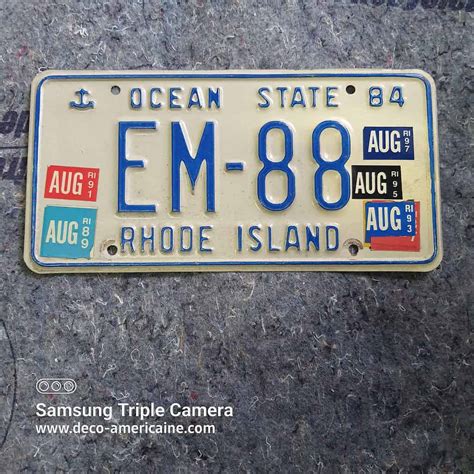 OCEAN STATE 84
EM-88
AUG RI 97
AUG RI 91
AUG RI 95
AUG RI 89
AUG RI 93
RHODE ISLAND
Samsung Triple Camera
www.deco-americaine.com